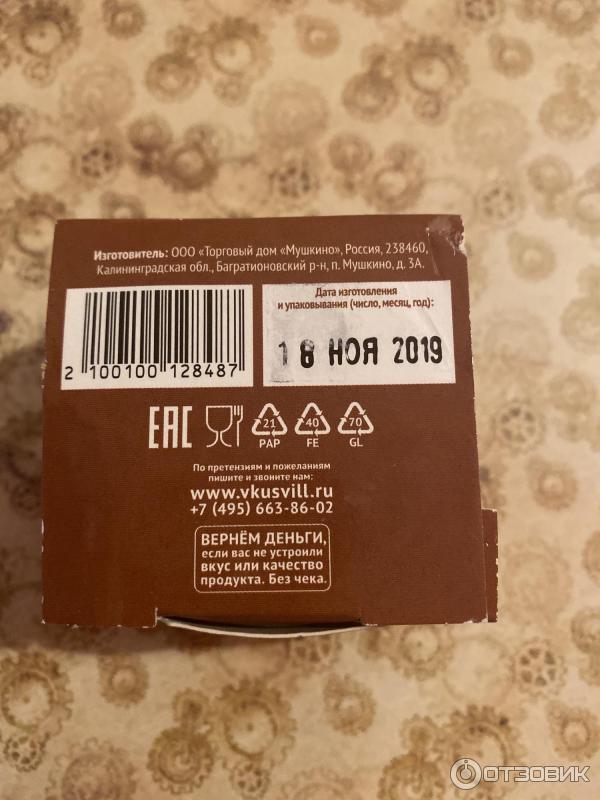 Изготовитель: ООО «Торговый дом «Мушкино», Россия, 238460,
Калининградская обл., Багратионовский р-н, п. Мушкино, д. 3А.
2 100100 128487
Дата изготовления
и упаковывания (число, месяц, год):
18 НОЯ 2019
EAC
21
PAP
40
FE
70
GL
По претензиям и пожеланиям
пишите и звоните нам:
www.vkusvill.ru
+7 (495) 663-86-02
ВЕРНЁМ ДЕНЬГИ,
если вас не устроили
вкус или качество
продукта. Без чека.
ОТЗОВИК